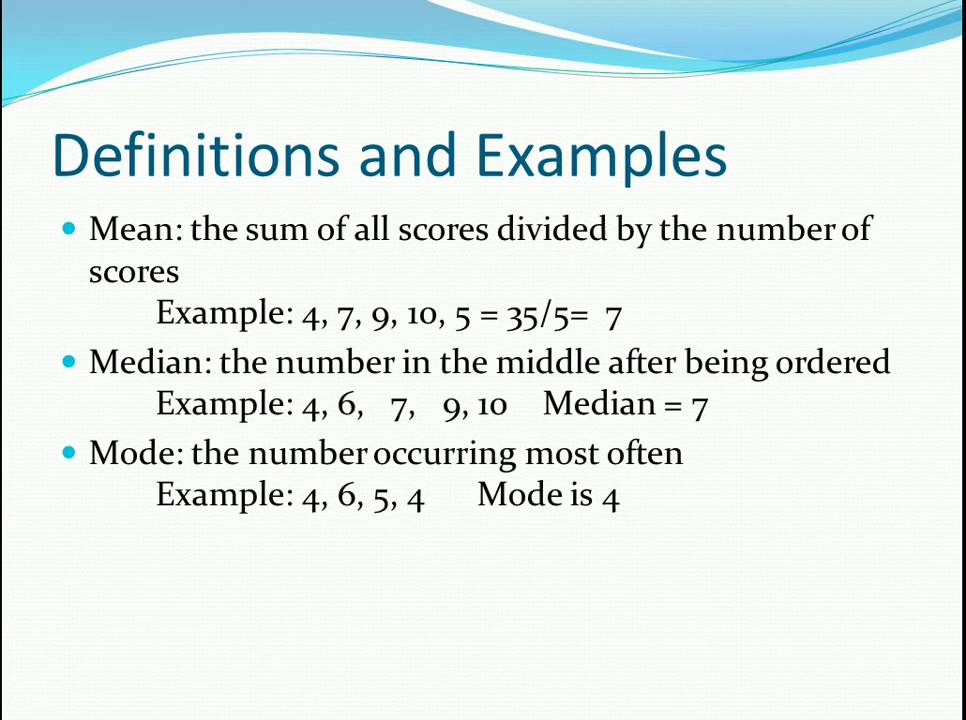 Definitions and Examples
Mean: the sum of all scores divided by the number of
scores
Example: 4, 7, 9, 10, 5 = 35/5= 7
Median: the number in the middle after being ordered
Example: 4, 6, 7, 9, 10 Median = 7
Mode: the number occurring most often
Example: 4, 6, 5, 4 Mode is 4